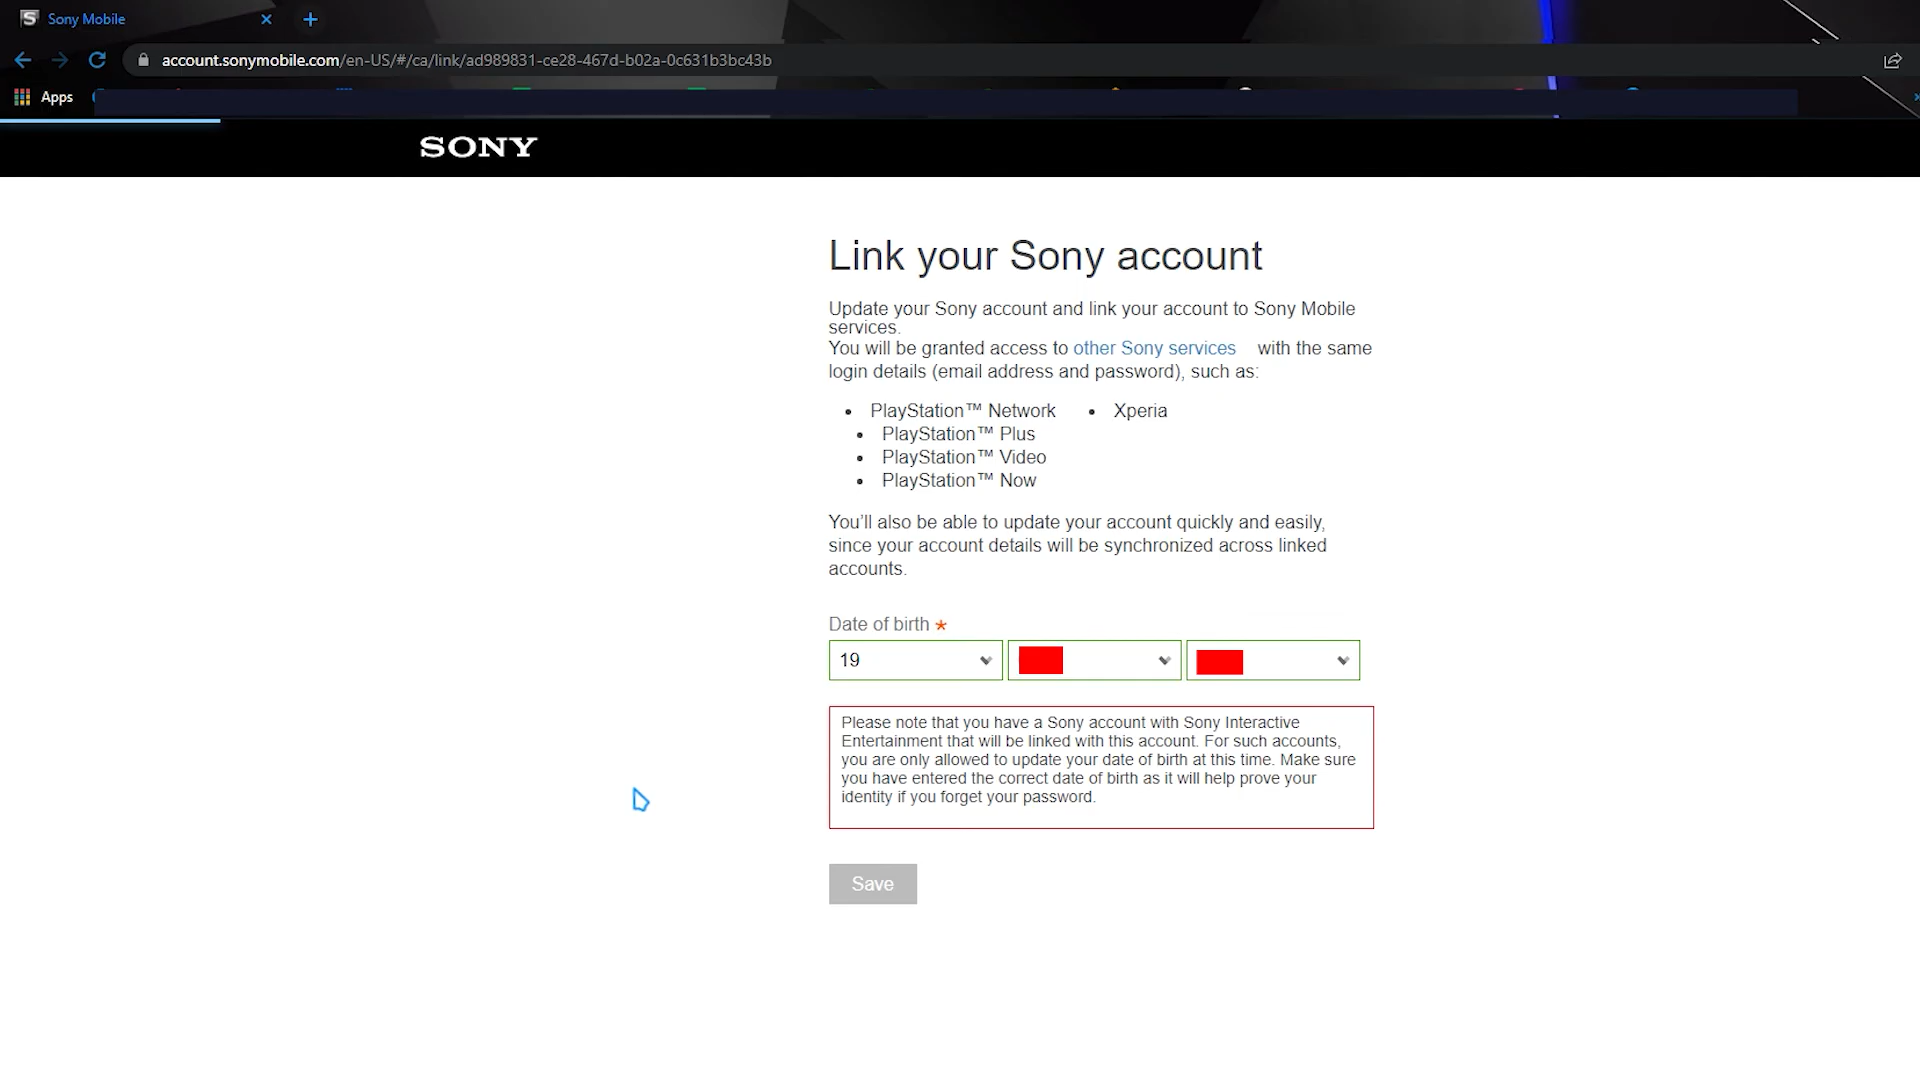 Sony Mobile
account.sonymobile.com/en-US/#/ca/link/ad989831-ce28-467d-b02a-0c631b3bc43b
Apps
SONY
Link your Sony account
Update your Sony account and link your account to Sony Mobile
services.
You will be granted access to other Sony services with the same
login details (email address and password), such as:
• PlayStation™ Network • Xperia
• PlayStation™ Plus
• PlayStation™ Video
• PlayStation™ Now
You'll also be able to update your account quickly and easily,
since your account details will be synchronized across linked
accounts.
Date of birth *
19
Please note that you have a Sony account with Sony Interactive
Entertainment that will be linked with this account. For such accounts,
you are only allowed to update your date of birth at this time. Make sure
you have entered the correct date of birth as it will help prove your
identity if you forget your password.
Save